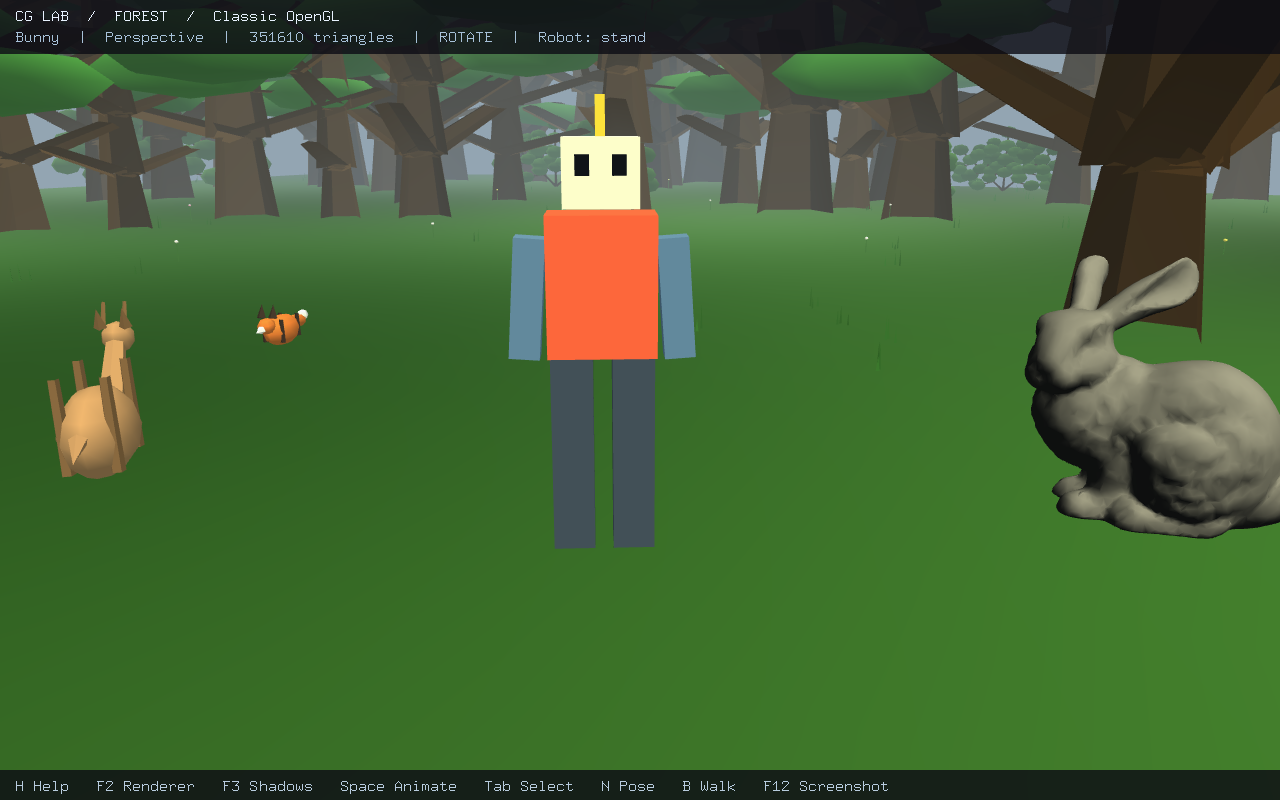 CG LAB  /  FOREST  /  Classic OpenGL
Bunny  |  Perspective  |  351610 triangles  |  ROTATE  |  Robot: stand
H Help   F2 Renderer   F3 Shadows   Space Animate   Tab Select   N Pose   B Walk   F12 Screenshot